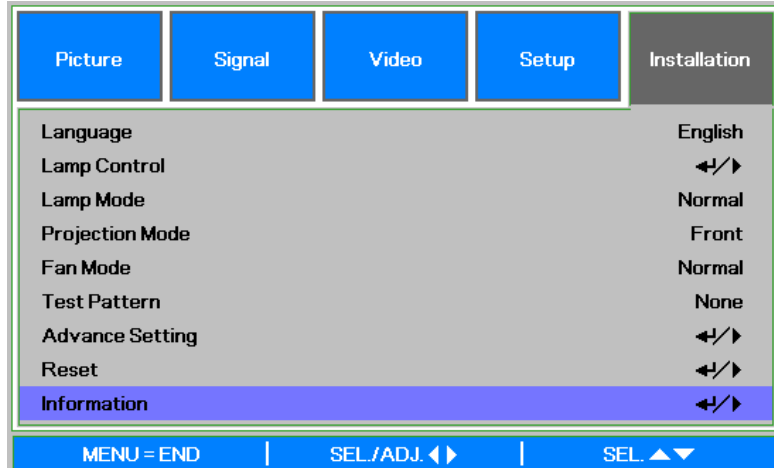 Picture Signal Video Setup Installation
Language English
Lamp Control
Lamp Mode Normal
Projection Mode Front
Fan Mode Normal
Test Pattern None
Advance Setting
Reset
Information
MENU = END SEL./ADJ. SEL.